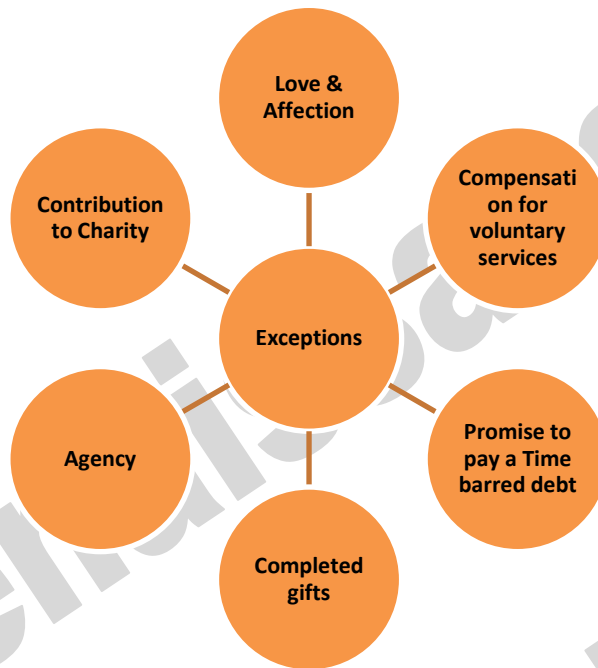 Love &
Affection
Compensati
on for
voluntary
services
Promise to
pay a Time
barred debt
Completed
gifts
Agency
Contribution
to Charity
Exceptions